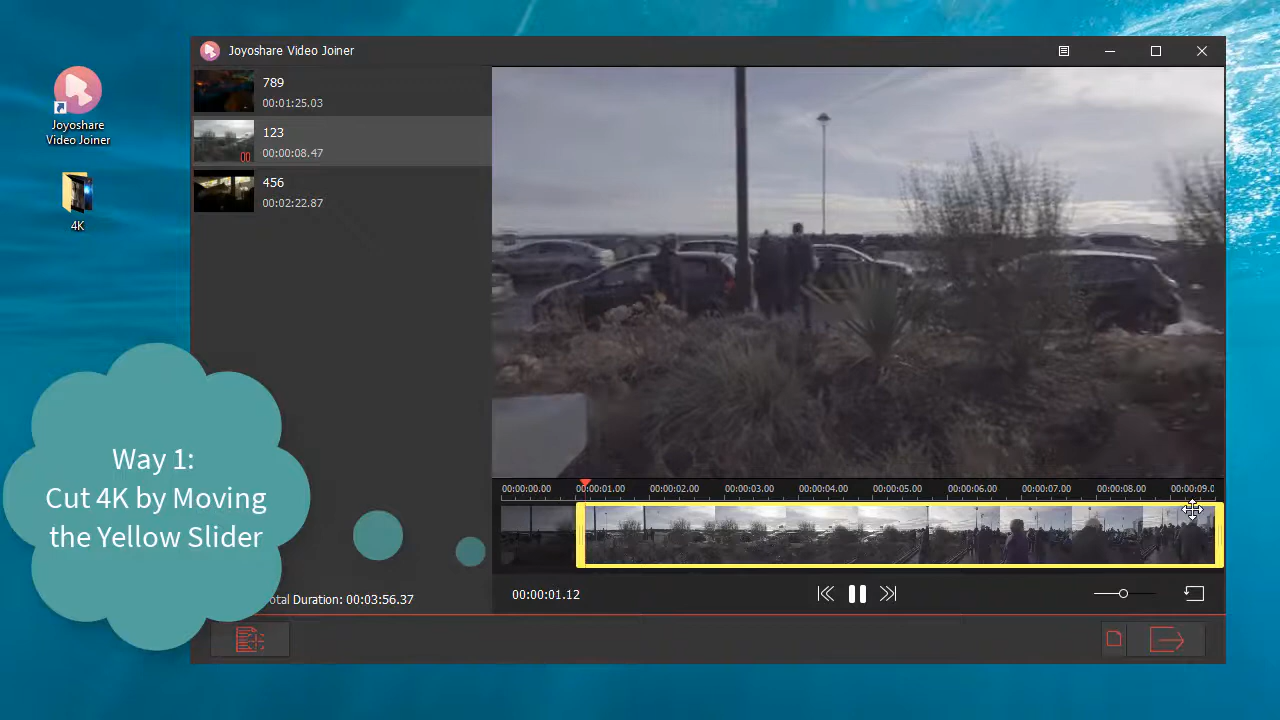 Joyoshare Video Joiner
789
00:01:25.03
123
00:00:08.47
456
00:02:22.87
Joyoshare
Video Joiner
4K
Way 1:
Cut 4K by Moving
the Yellow Slider
00:00:00.00 00:00:01.00 00:00:02.00 00:00:03.00 00:00:04.00 00:00:05.00 00:00:06.00 00:00:07.00 00:00:08.00 00:00:09.0
00:00:01.12
otal Duration: 00:03:56.37